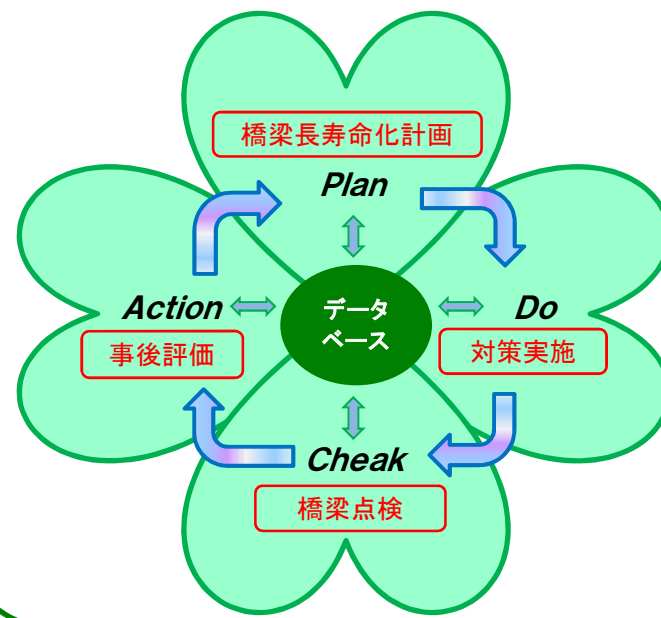 橋梁長寿命化計画
Plan
Action
事後評価
データ
ベース
Do
対策実施
Cheak
橋梁点検